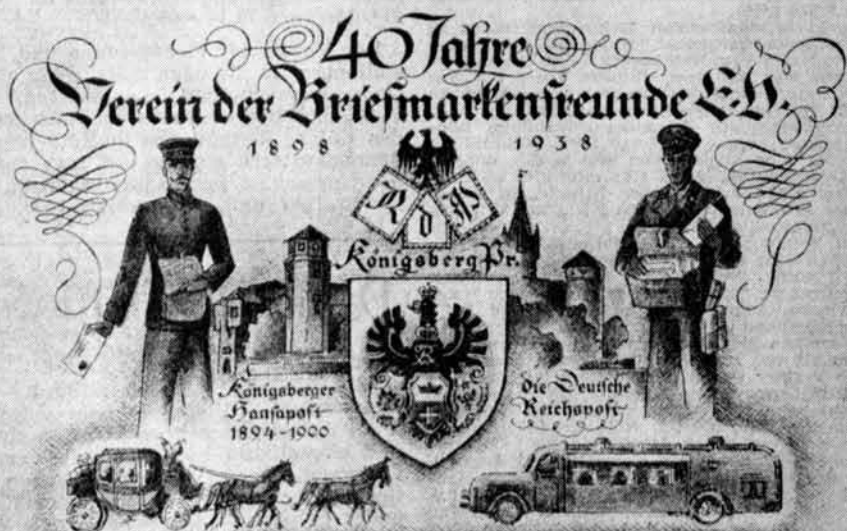 40 Jahre
Verein der Briefmarkenfreunde E.V.
1898 1938
R d P
Königsberg Pr.
Königsberger
Hansapost
1894-1900
Die Deutsche
Reichspost